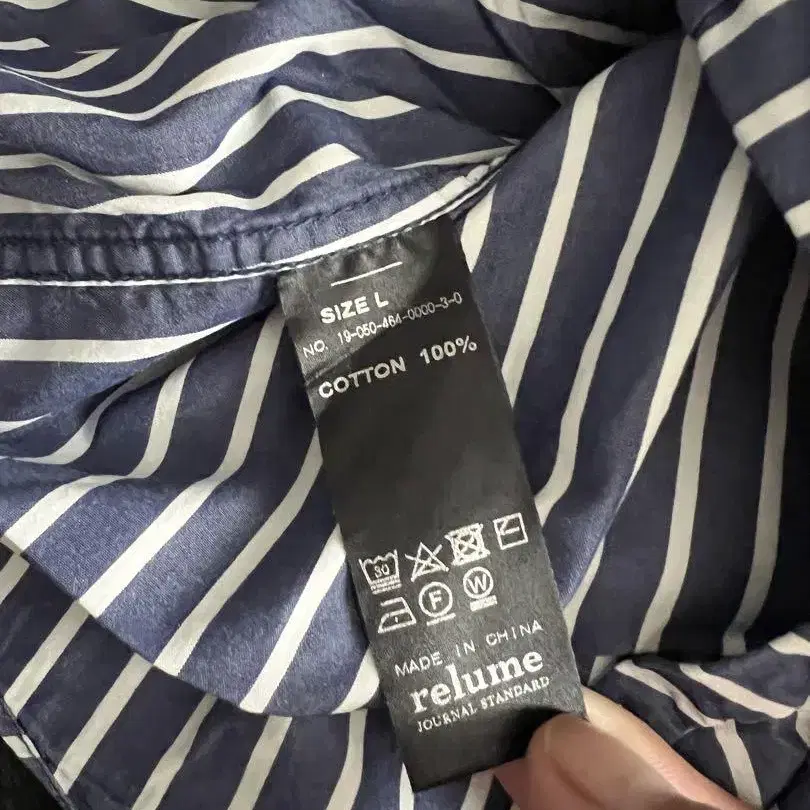 SIZE L
NO. 19-050-464-0000-3-0
COTTON 100%
30
F W
MADE IN CHINA
relume
JOURNAL STANDARD